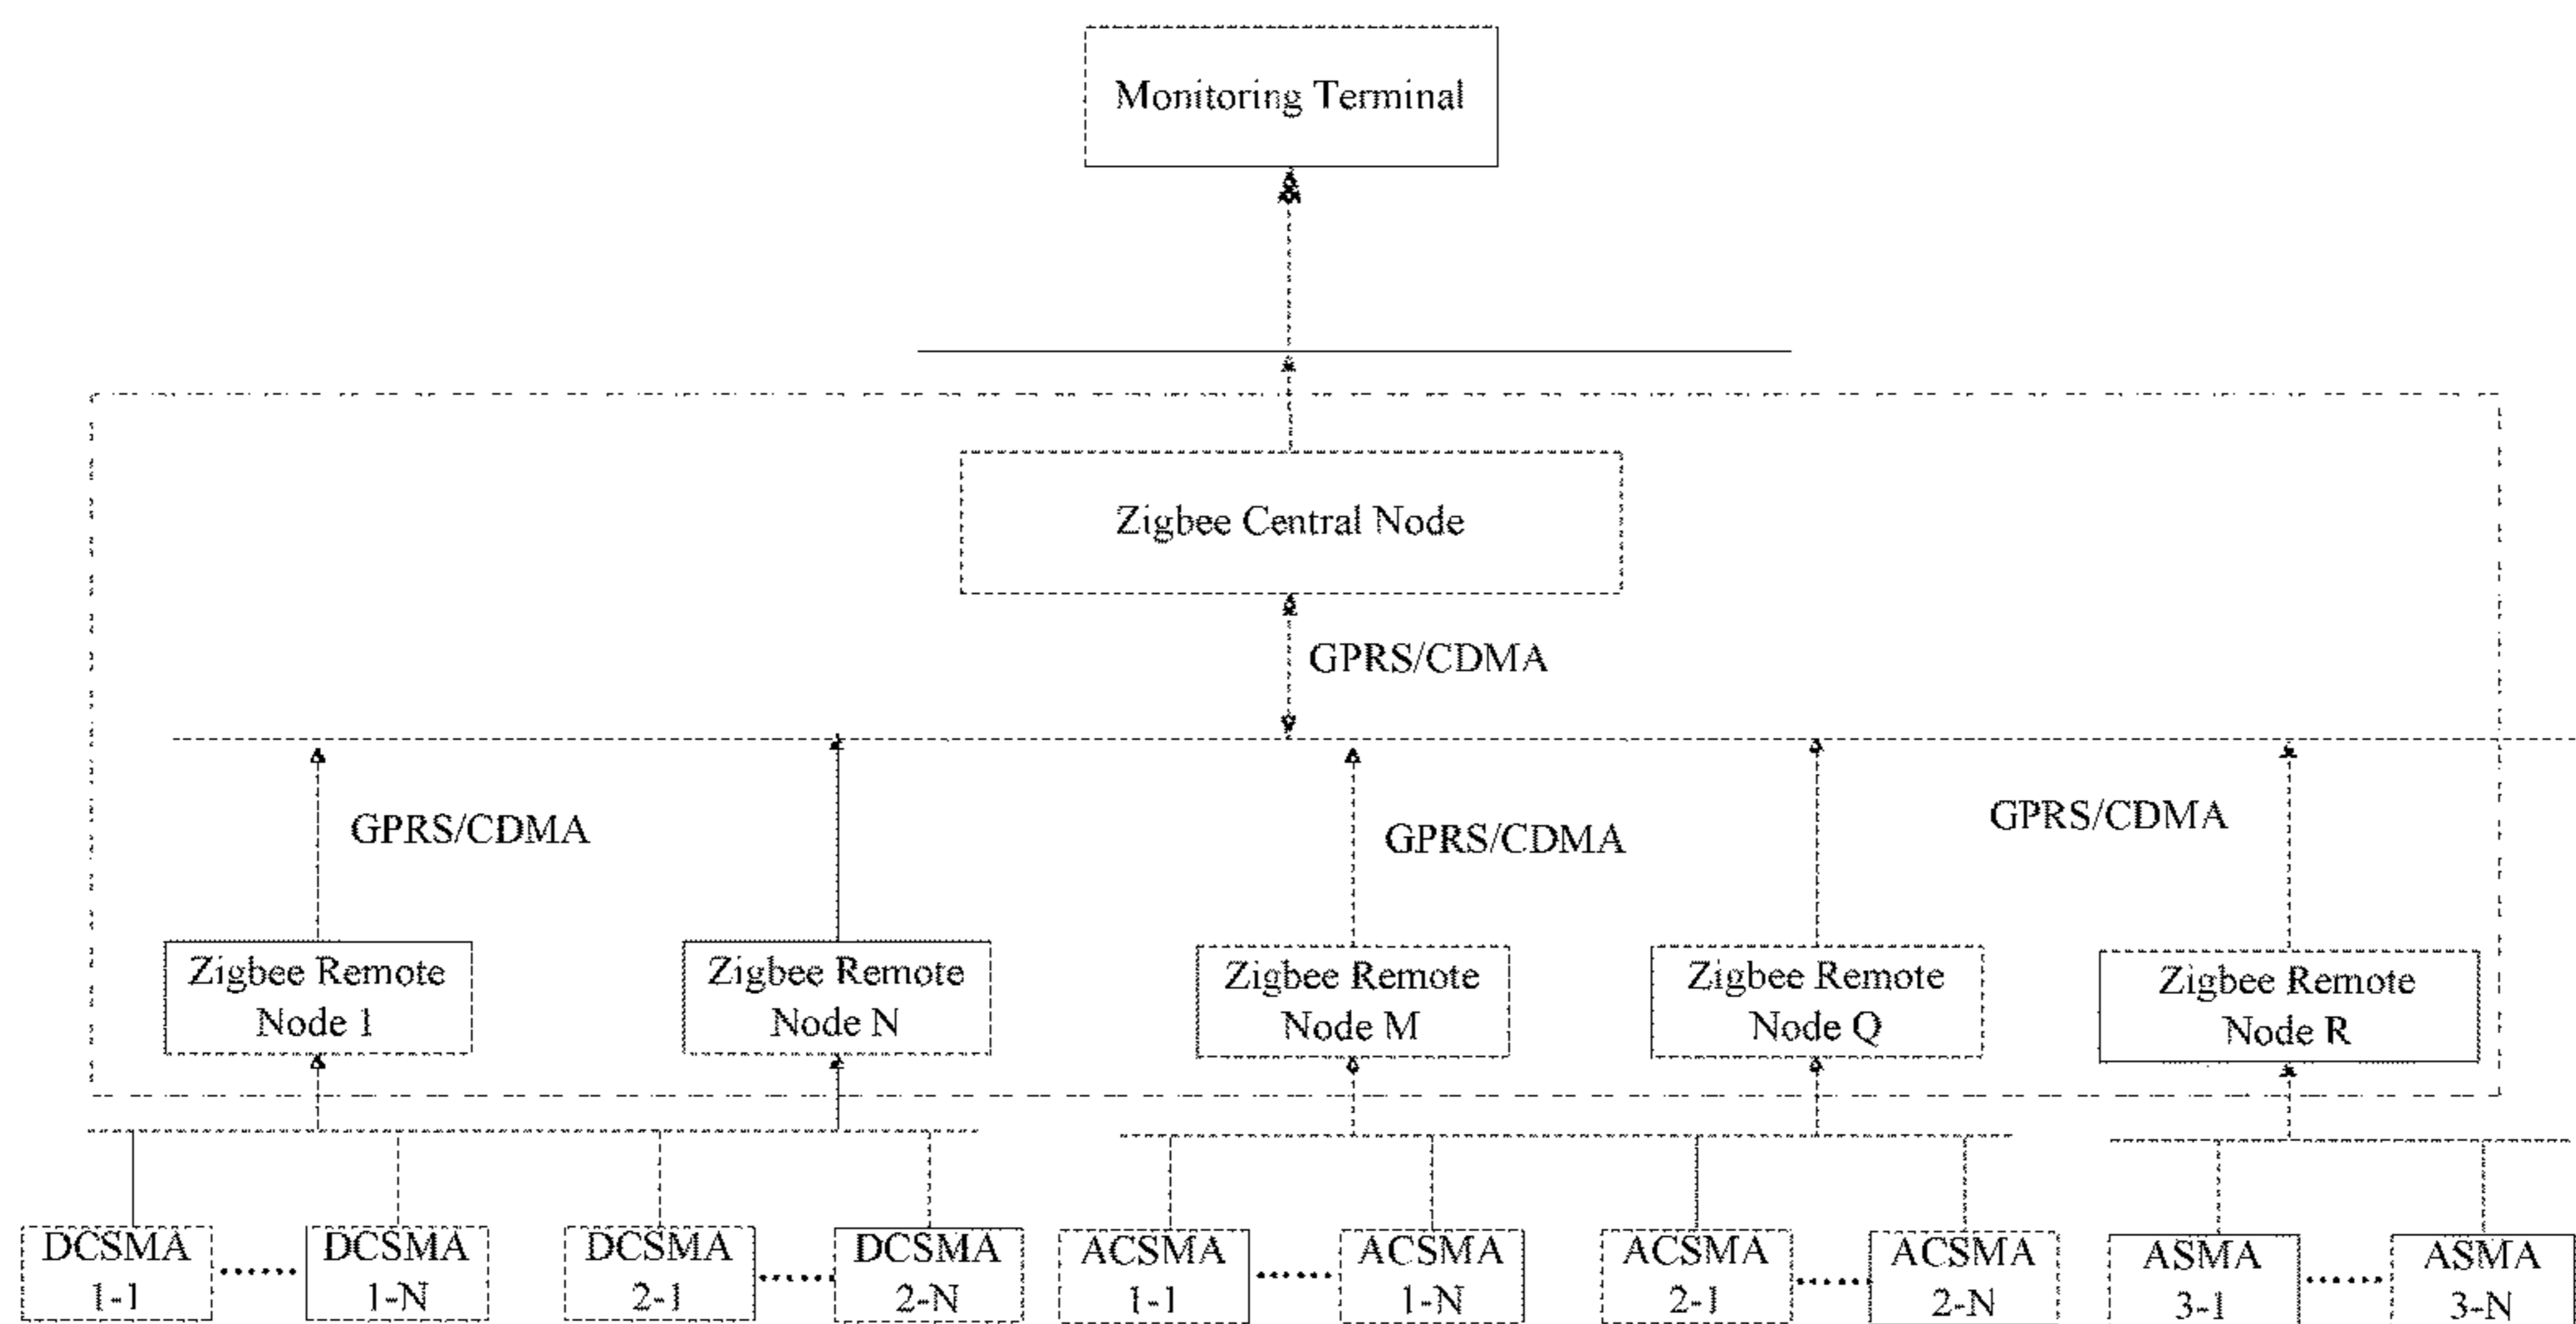 Monitoring Terminal
Zigbee Central Node
GPRS/CDMA
GPRS/CDMA
GPRS/CDMA
GPRS/CDMA
Zigbee Remote
Node 1
Zigbee Remote
Node N
Zigbee Remote
Node M
Zigbee Remote
Node Q
Zigbee Remote
Node R
DCSMA
1-1
DCSMA
1-N
DCSMA
2-1
DCSMA
2-N
ACSMA
1-1
ACSMA
1-N
ACSMA
2-1
ACSMA
2-N
ASMA
3-1
ASMA
3-N